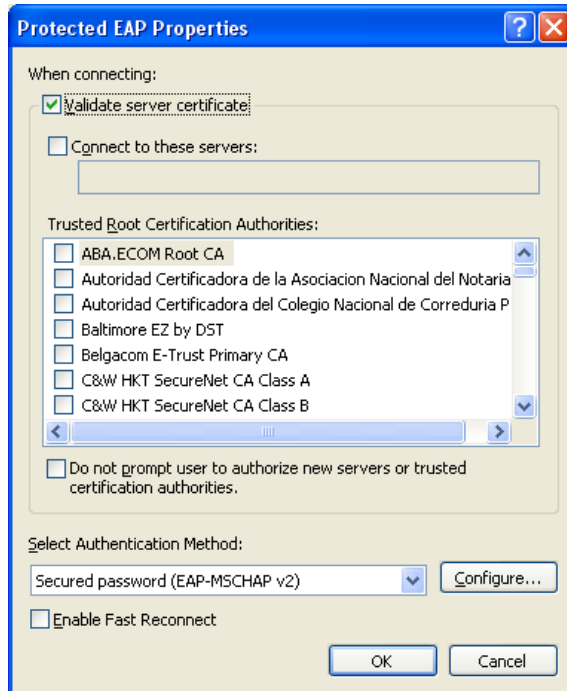 Protected EAP Properties
When connecting:
Validate server certificate
Connect to these servers:
Trusted Root Certification Authorities:
ABA.ECOM Root CA
Autoridad Certificadora de la Asociacion Nacional del Notaria
Autoridad Certificadora del Colegio Nacional de Correduria P
Baltimore EZ by DST
Belgacom E-Trust Primary CA
C&W HKT SecureNet CA Class A
C&W HKT SecureNet CA Class B
Do not prompt user to authorize new servers or trusted
certification authorities.
Select Authentication Method:
Secured password (EAP-MSCHAP v2)
Configure...
Enable Fast Reconnect
OK
Cancel